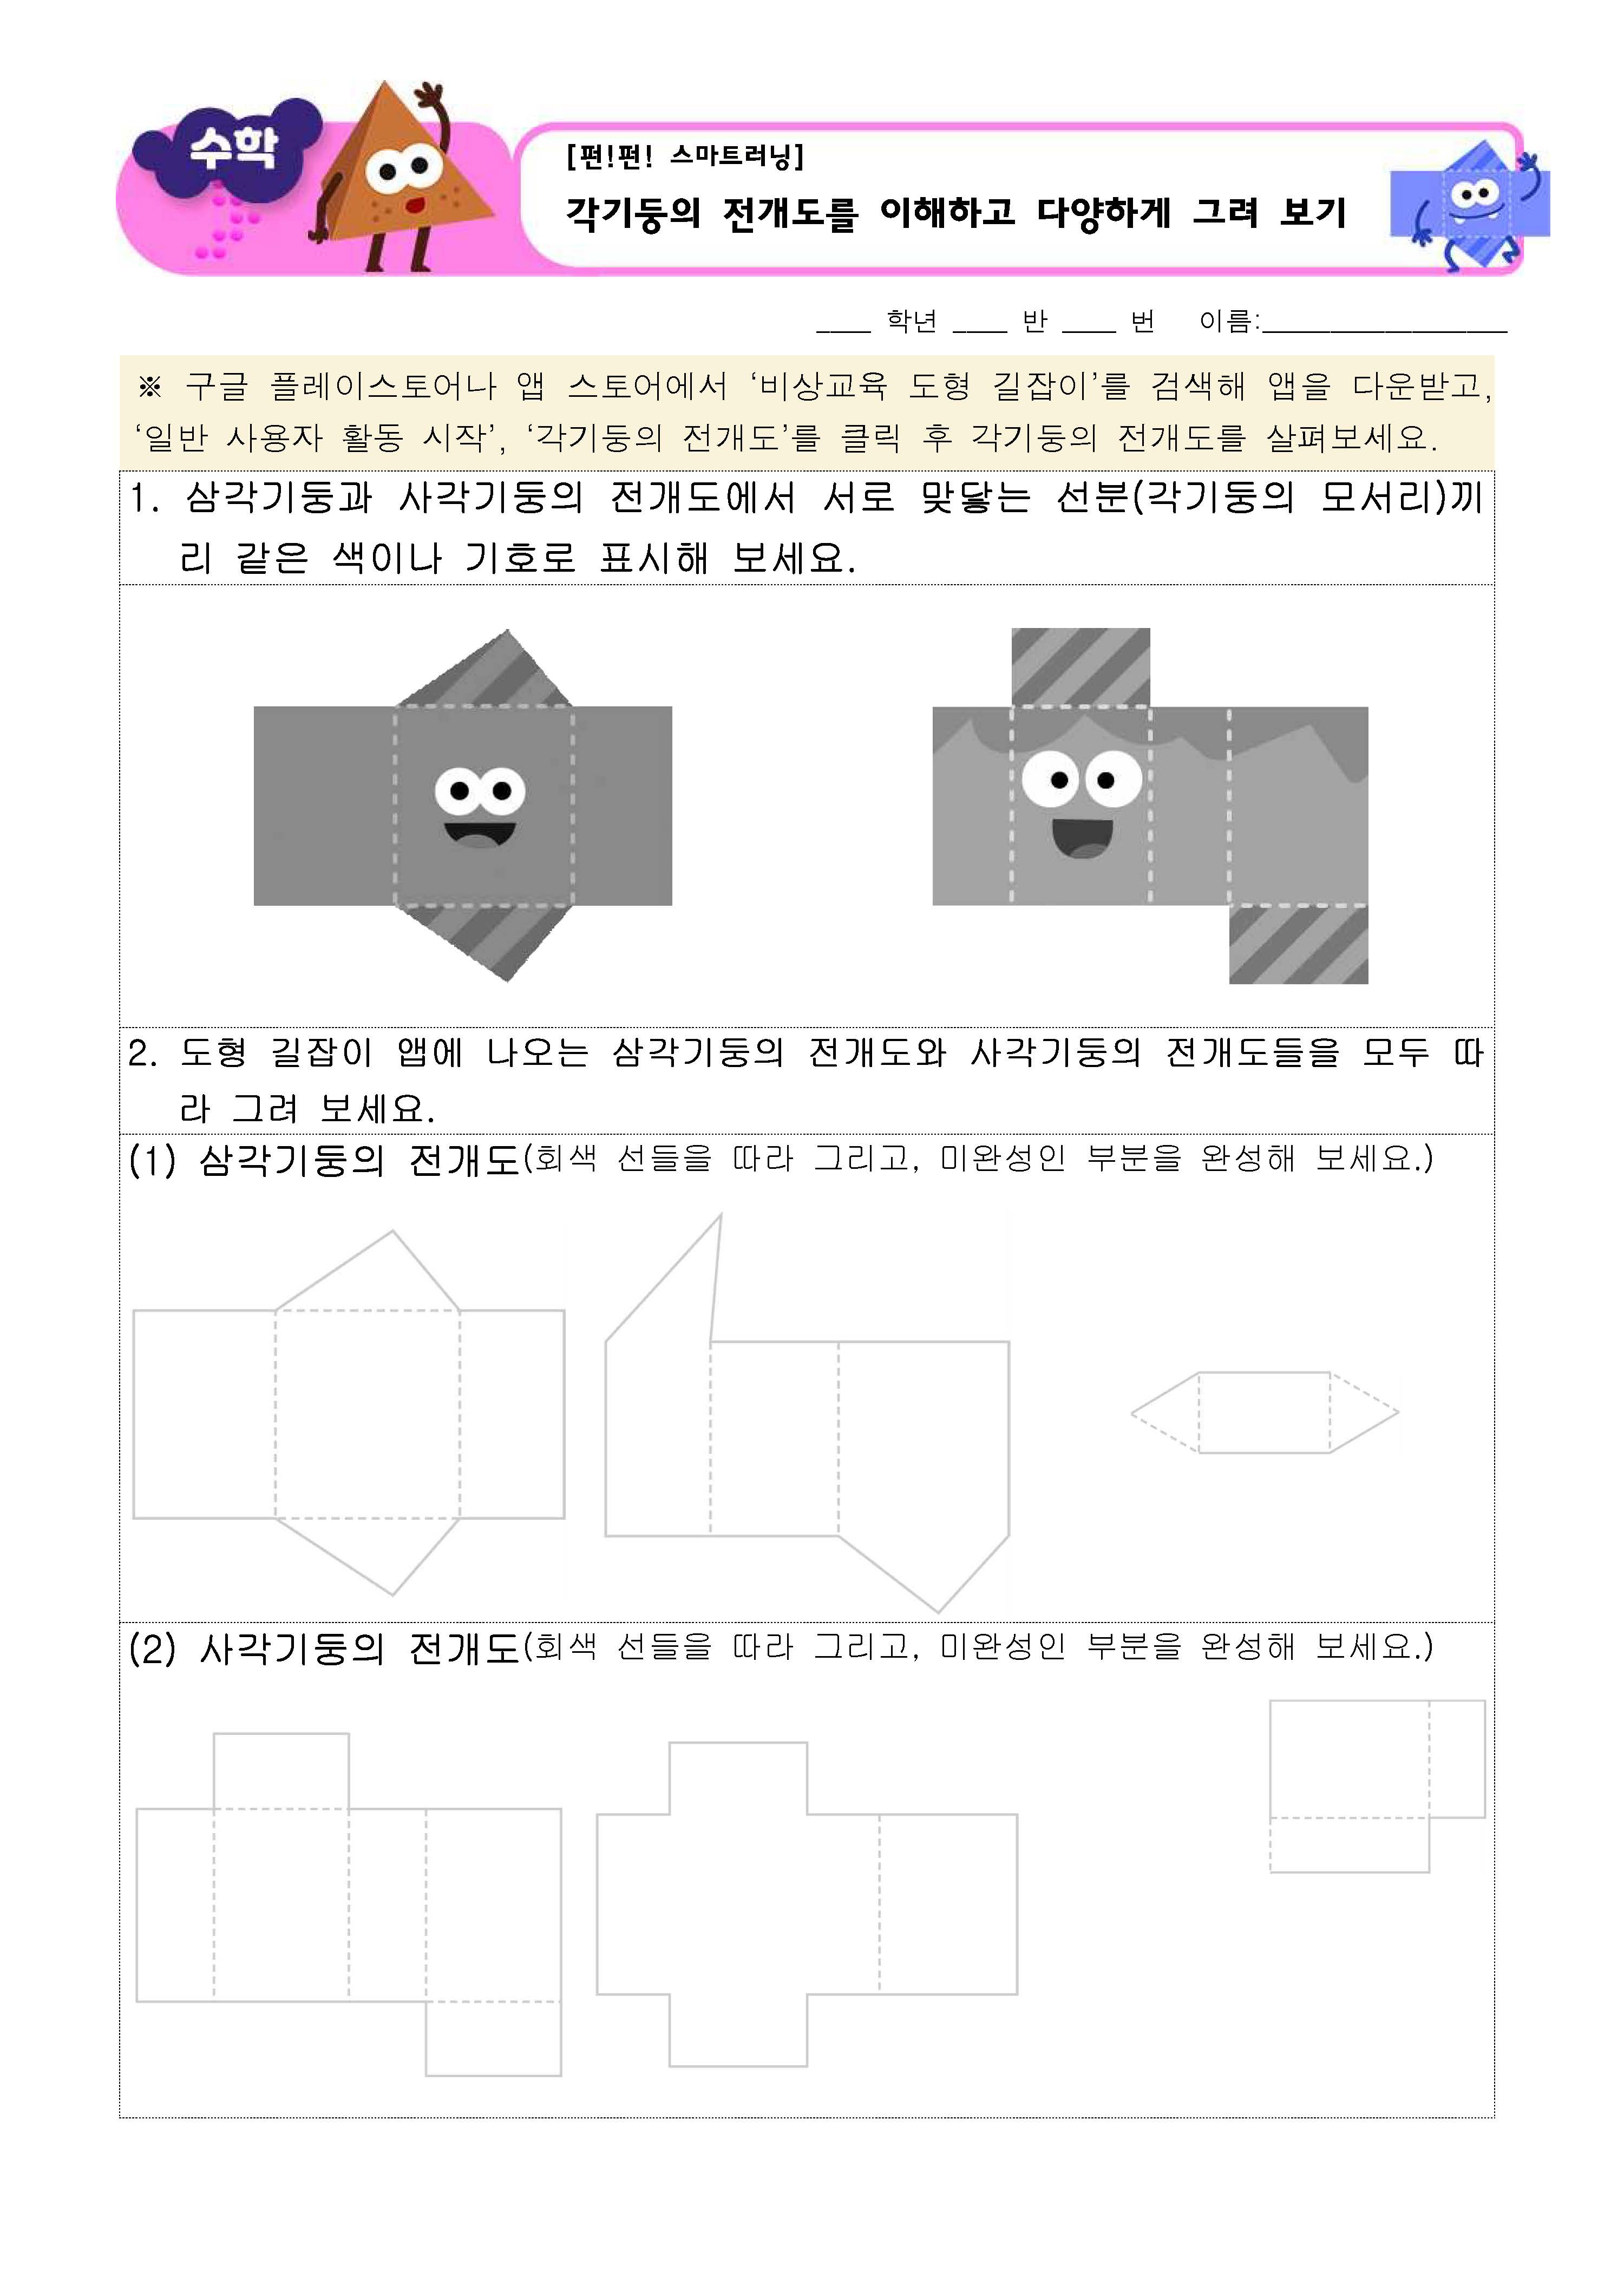 수학
[펀!펀! 스마트러닝]
각기둥의 전개도를 이해하고 다양하게 그려 보기
____ 학년 ____ 반 ____ 번 이름:__________________
※ 구글 플레이스토어나 앱 스토어에서 ‘비상교육 도형 길잡이’를 검색해 앱을 다운받고,
‘일반 사용자 활동 시작’, ‘각기둥의 전개도’를 클릭 후 각기둥의 전개도를 살펴보세요.
1. 삼각기둥과 사각기둥의 전개도에서 서로 맞닿는 선분(각기둥의 모서리)끼
리 같은 색이나 기호로 표시해 보세요.
2. 도형 길잡이 앱에 나오는 삼각기둥의 전개도와 사각기둥의 전개도들을 모두 따
라 그려 보세요.
(1) 삼각기둥의 전개도(회색 선들을 따라 그리고, 미완성인 부분을 완성해 보세요.)
(2) 사각기둥의 전개도(회색 선들을 따라 그리고, 미완성인 부분을 완성해 보세요.)